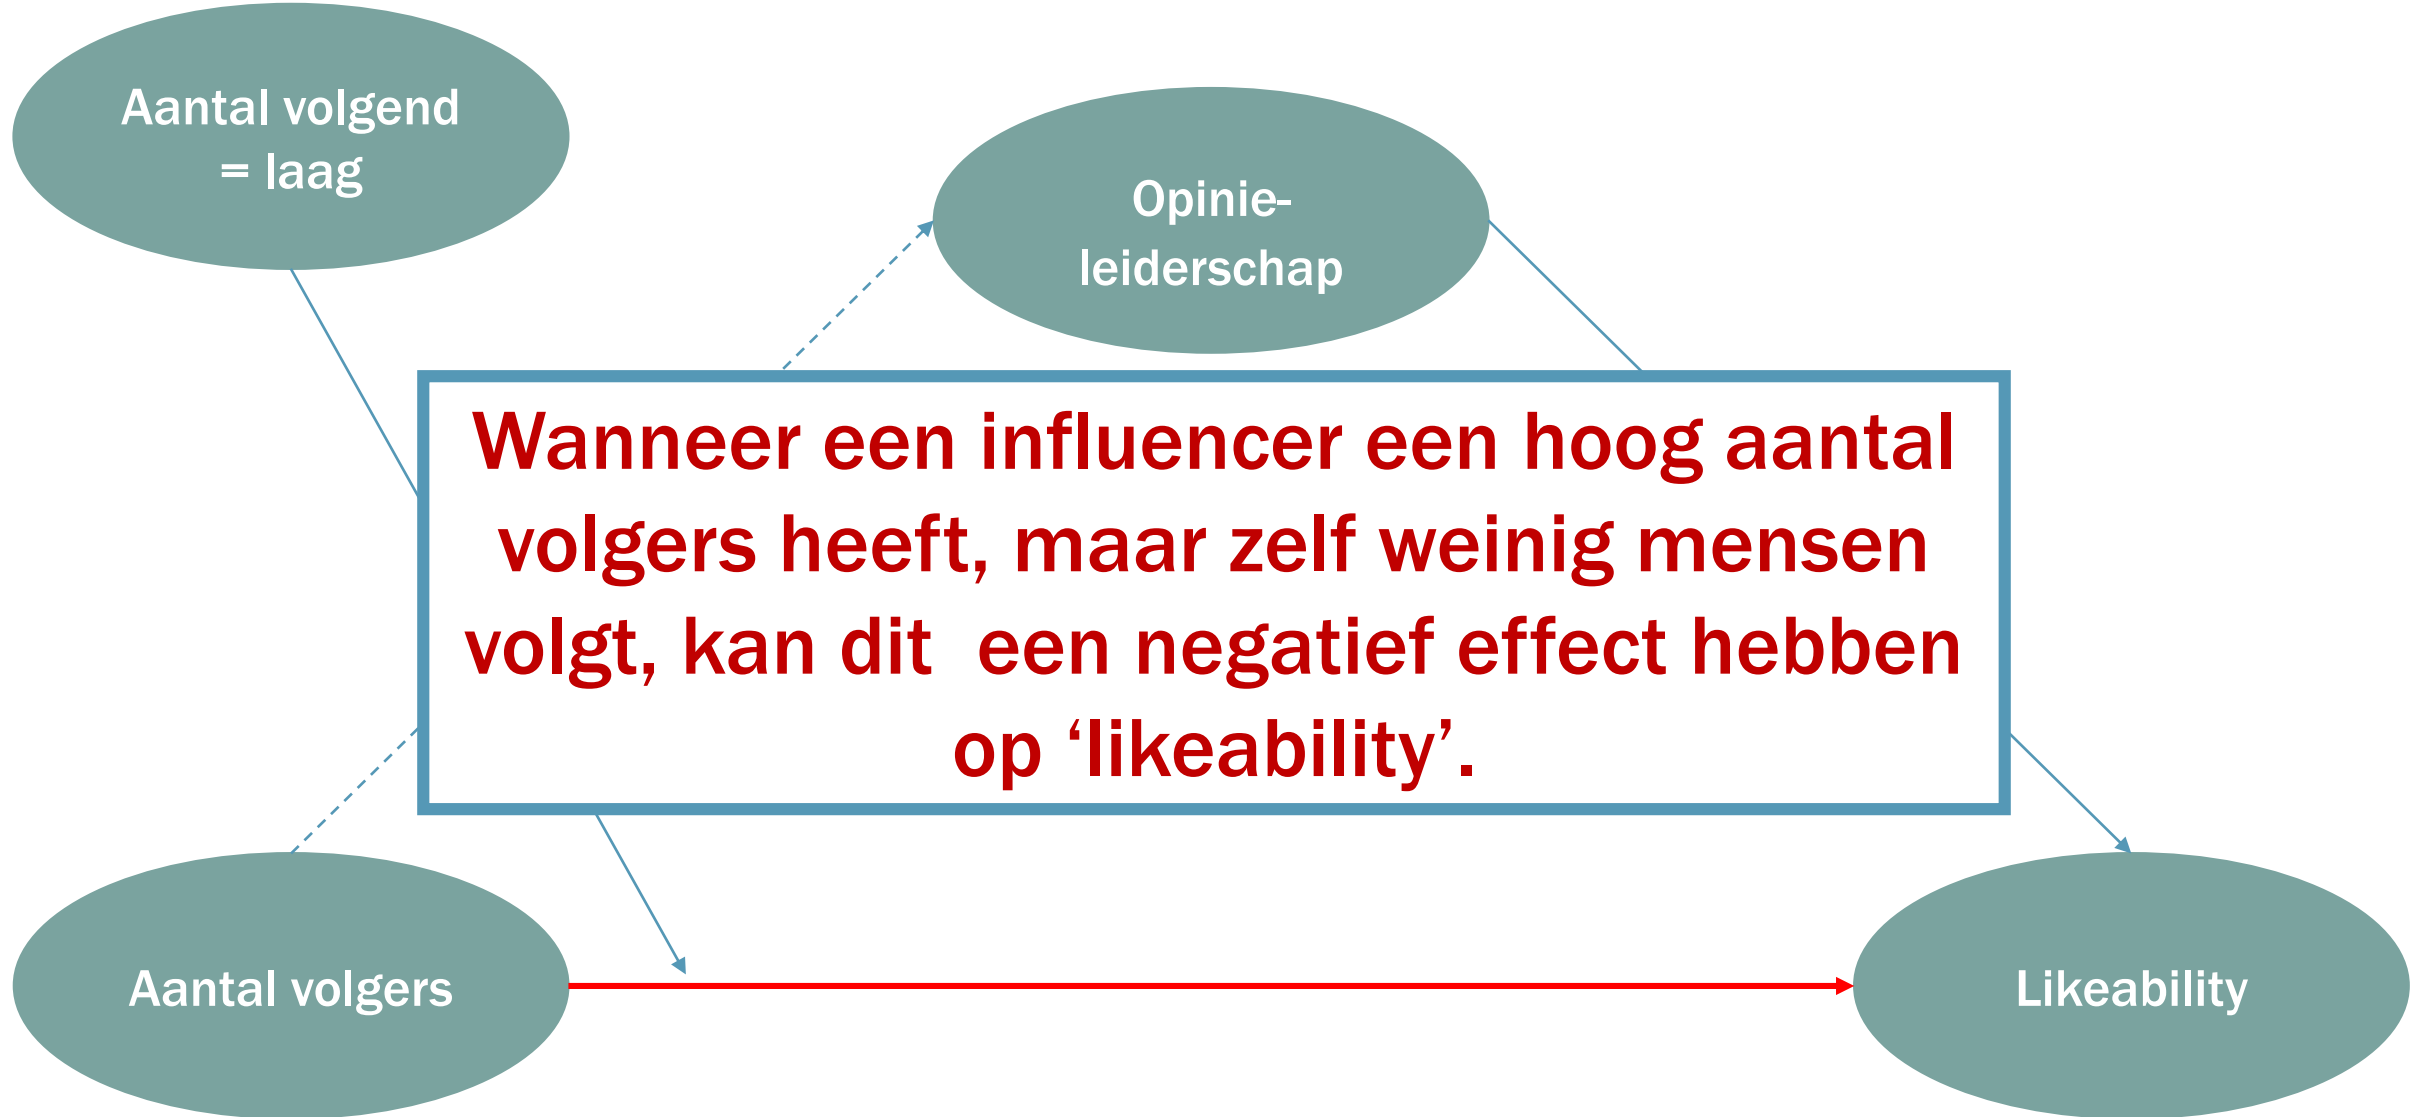 Aantal volgend
= laag
Opinie-
leiderschap
Wanneer een influencer een hoog aantal
volgers heeft, maar zelf weinig mensen
volgt, kan dit  een negatief effect hebben
op ‘likeability’.
Aantal volgers
Likeability